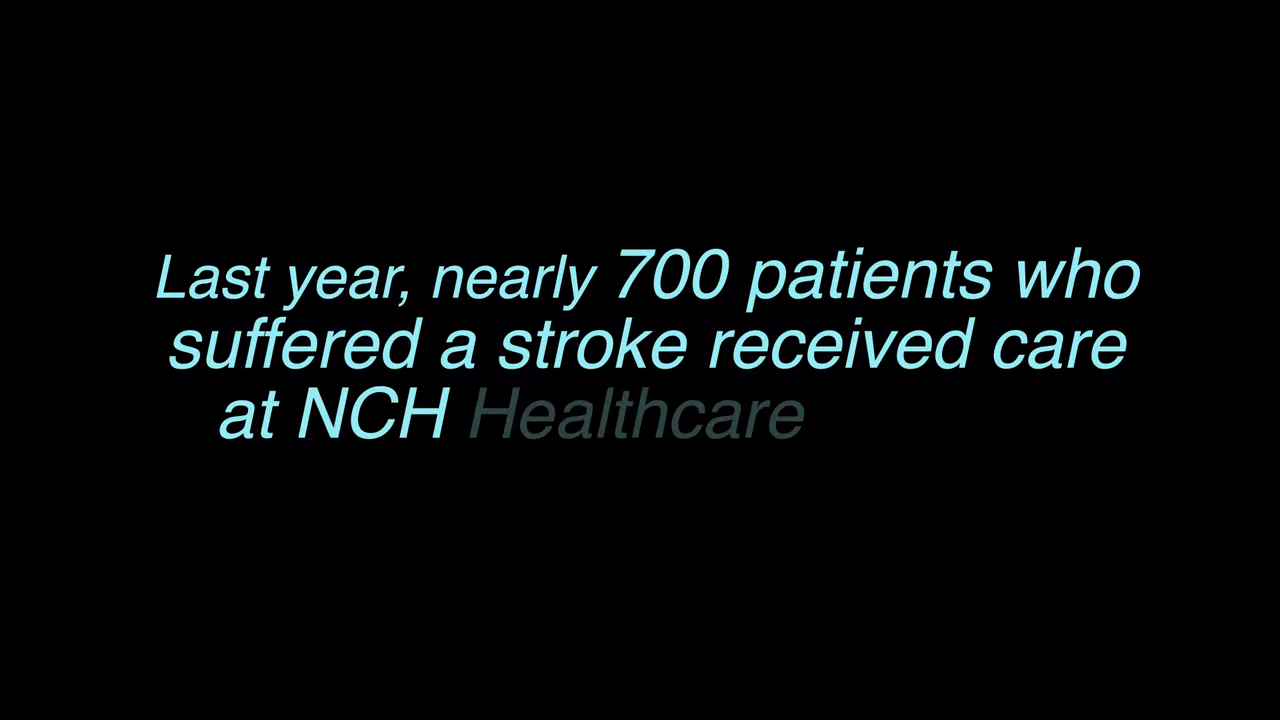 Last year, nearly 700 patients who
suffered a stroke received care
at NCH Healthcare